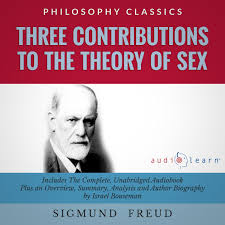 PHILOSOPHY CLASSICS
THREE CONTRIBUTIONS
TO THE THEORY OF SEX
audiolearn®
Includes The Complete, Unabridged Audiobook
Plus an Overview, Summary, Analysis and Author Biography
by Israel Bouseman
SIGMUND FREUD